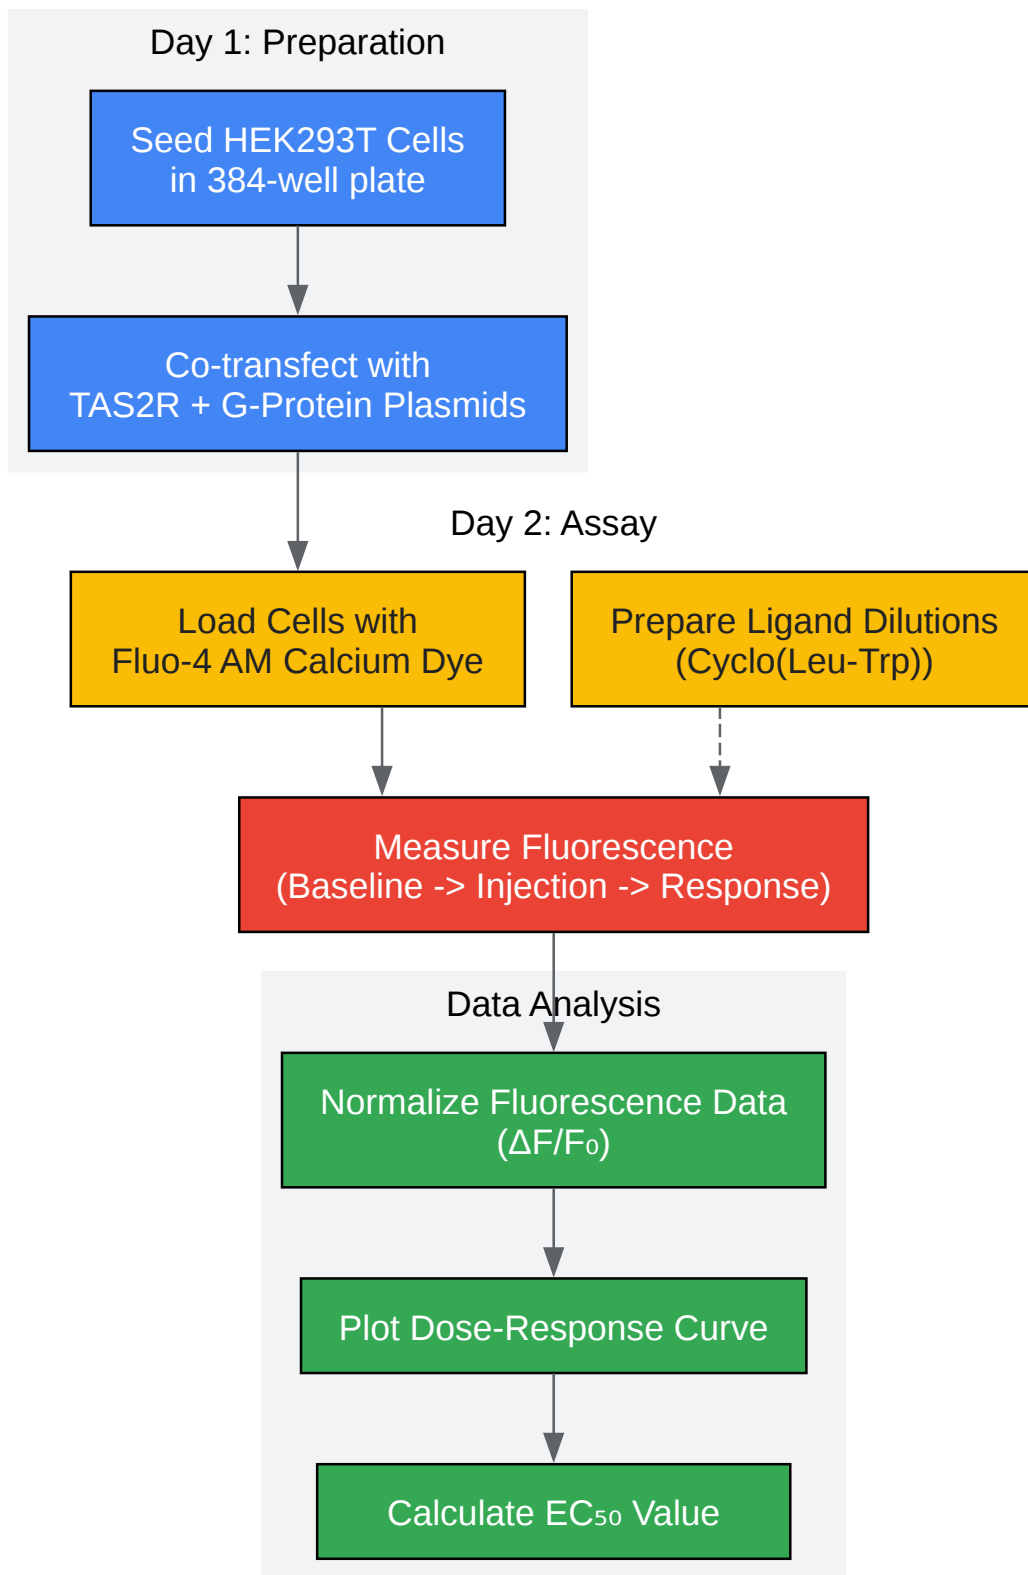 Day 1: Preparation
Seed HEK293T Cells
in 384-well plate
Co-transfect with
TAS2R + G-Protein Plasmids
Day 2: Assay
Load Cells with
Fluo-4 AM Calcium Dye
Prepare Ligand Dilutions
(Cyclo(Leu-Trp))
Measure Fluorescence
(Baseline -> Injection -> Response)
Data Analysis
Normalize Fluorescence Data
(ΔF/F₀)
Plot Dose-Response Curve
Calculate EC₅₀ Value